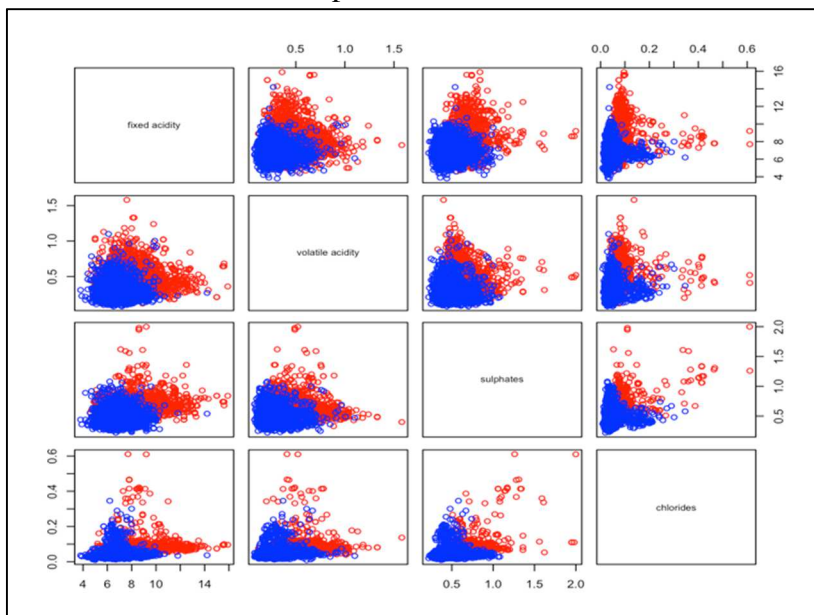 0.5 1.0 1.5
0.0 0.2 0.4 0.6
fixed acidity
4 6 8 12 16
0.5 1.0 1.5
volatile acidity
sulphates
0.5 1.0 1.5 2.0
0.0 0.2 0.4 0.6
chlorides
4 6 8 10 14
0.5 1.0 1.5 2.0